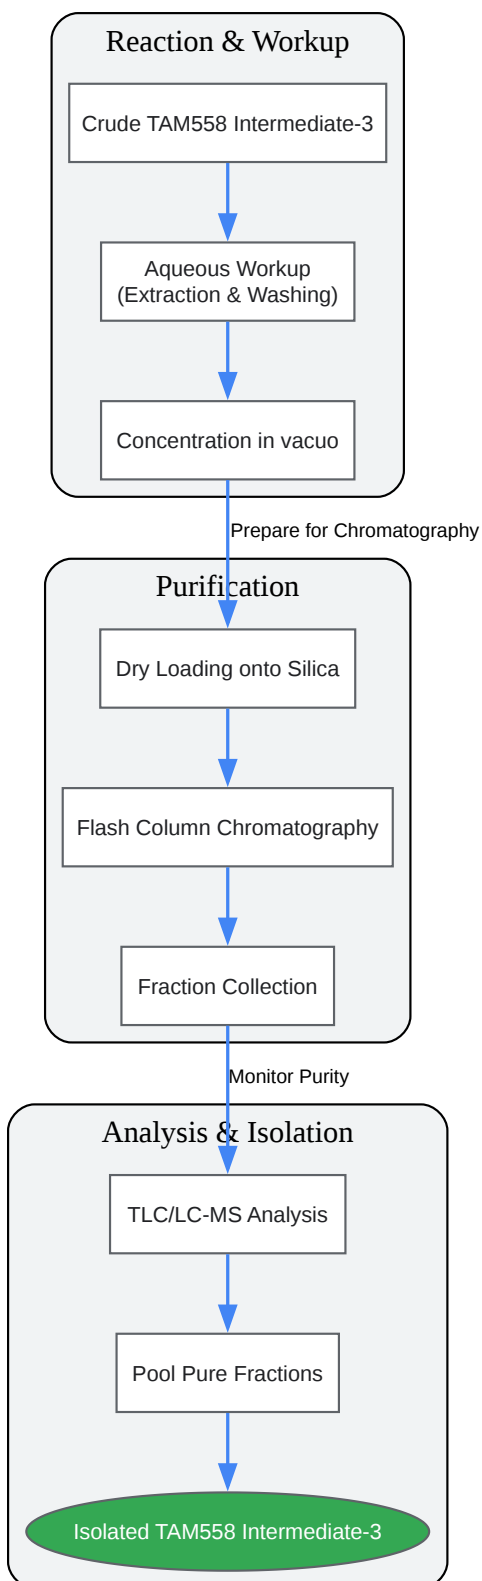 Reaction & Workup
Crude TAM558 Intermediate-3
Aqueous Workup
(Extraction & Washing)
Concentration in vacuo
Prepare for Chromatography
Purification
Dry Loading onto Silica
Flash Column Chromatography
Fraction Collection
Monitor Purity
Analysis & Isolation
TLC/LC-MS Analysis
Pool Pure Fractions
Isolated TAM558 Intermediate-3